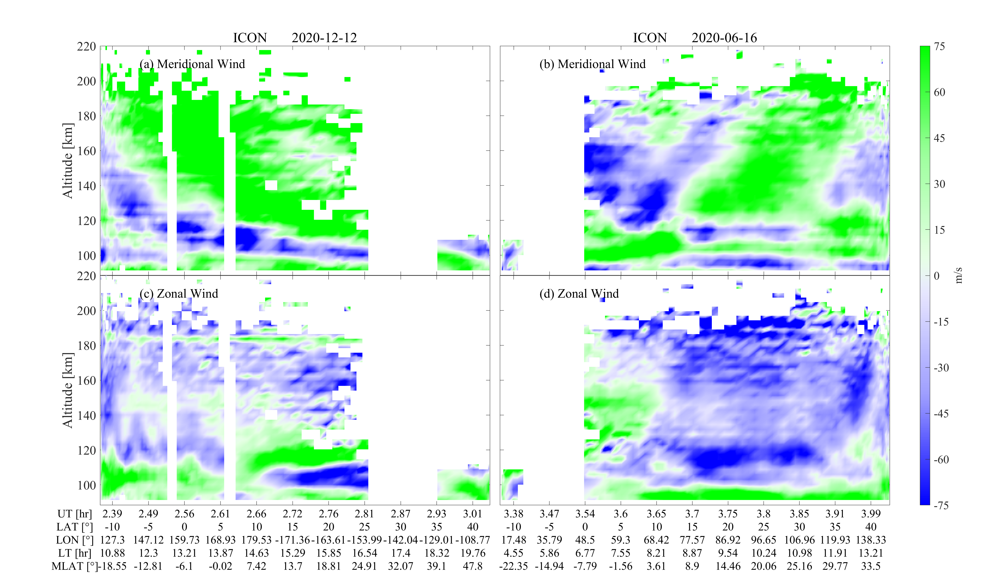 ICON 2020-12-12 ICON 2020-06-16
(a) Meridional Wind (b) Meridional Wind
220 200 180 160 140 120 100
Altitude [km]
(c) Zonal Wind (d) Zonal Wind
220 200 180 160 140 120 100
Altitude [km]
75 60 45 30 15 0 -15 -30 -45 -60 -75
m/s
UT [hr] 2.39 2.49 2.56 2.61 2.66 2.72 2.76 2.81 2.87 2.93 3.01 3.38 3.47 3.54 3.6 3.65 3.7 3.75 3.8 3.85 3.91 3.99
LAT [°] -10 -5 0 5 10 15 20 25 30 35 40 -10 -5 0 5 10 15 20 25 30 35 40
LON [°] 127.3 147.12 159.73 168.93 179.53 -171.36 -163.61 -153.99 -142.04 -129.01 -108.77 17.48 35.79 48.5 59.3 68.42 77.57 86.92 96.65 106.96 119.93 138.33
LT [hr] 10.88 12.3 13.21 13.87 14.63 15.29 15.85 16.54 17.4 18.32 19.76 4.55 5.86 6.77 7.55 8.21 8.87 9.54 10.24 10.98 11.91 13.21
MLAT [°] -18.55 -12.81 -6.1 -0.02 7.42 13.7 18.81 24.91 32.07 39.1 47.8 -22.35 -14.94 -7.79 -1.56 3.61 8.9 14.46 20.06 25.16 29.77 33.5